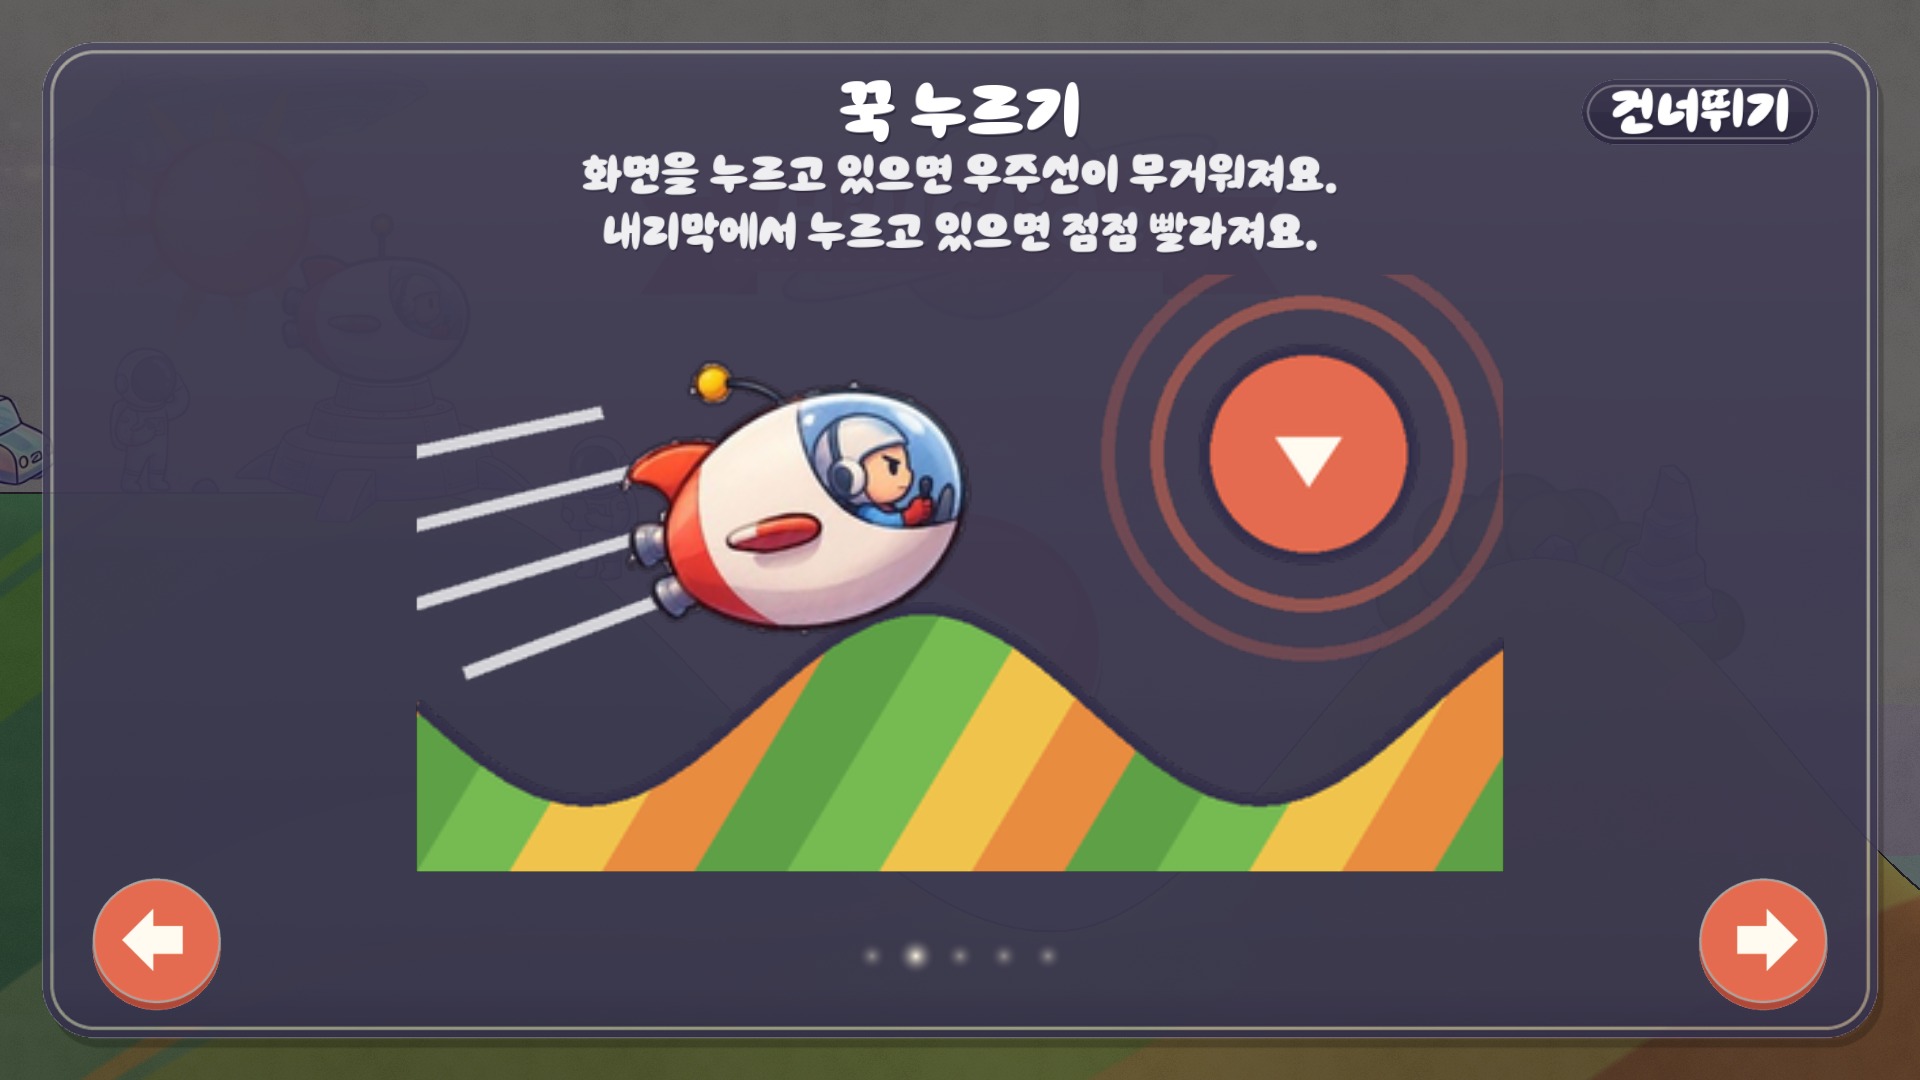 꾹 누르기
건너뛰기
화면을 누르고 있으면 우주선이 무거워져요.
내리막에서 누르고 있으면 점점 빨라져요.
02